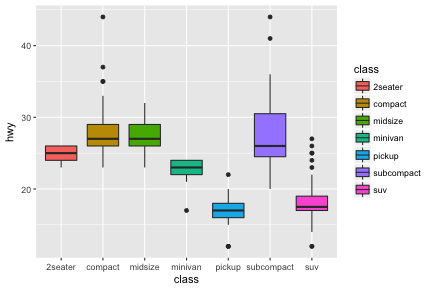 hwy
40
30
20
2seater compact midsize minivan pickup subcompact suv
class
class
2seater
compact
midsize
minivan
pickup
subcompact
suv